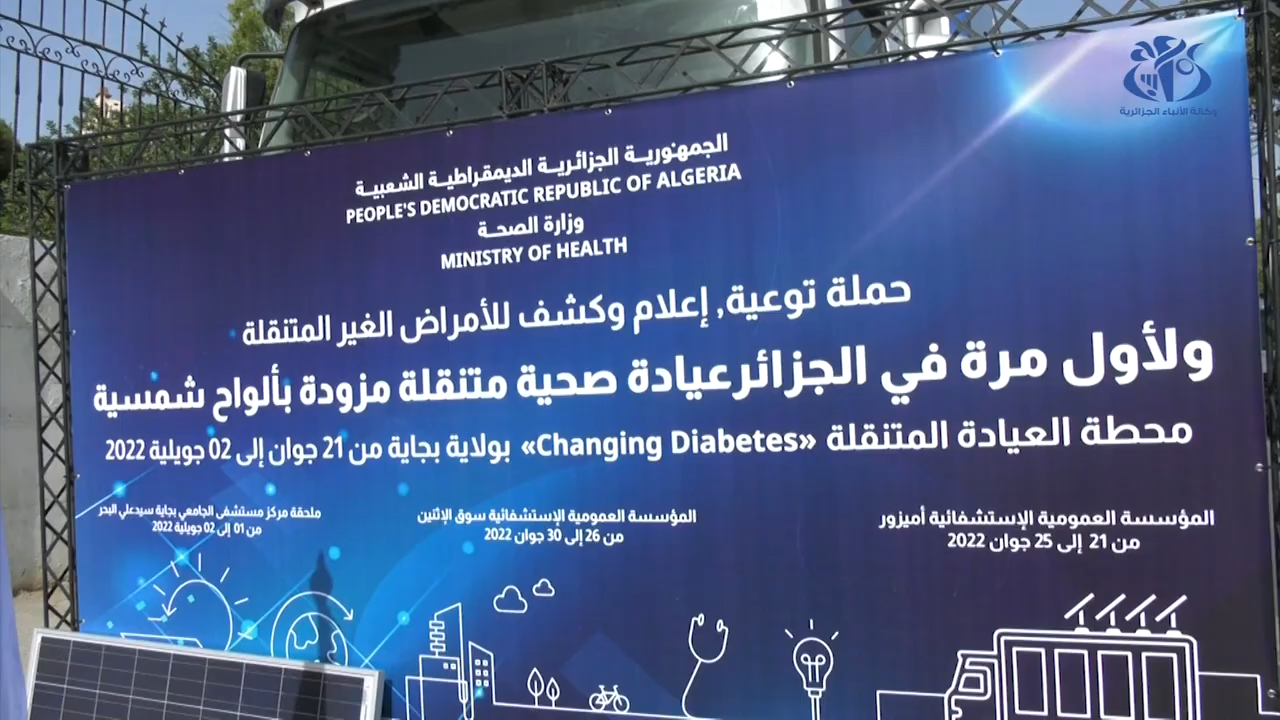 وكالة الأنباء الجزائرية
الجمهورية الجزائرية الديمقراطية الشعبية
PEOPLE'S DEMOCRATIC REPUBLIC OF ALGERIA
وزارة الصحة
MINISTRY OF HEALTH
حملة توعية, إعلام وكشف للأمراض الغير المتنقلة
ولأول مرة في الجزائرعيادة صحية متنقلة مزودة بألواح شمسية
محطة العيادة المتنقلة «Changing Diabetes» بولاية بجاية من 21 جوان إلى 02 جويلية 2022
المؤسسة العمومية الإستشفائية أميزور
من 21 إلى 25 جوان 2022
المؤسسة العمومية الإستشفائية سوق الإثنين
من 26 إلى 30 جوان 2022
ملحقة مركز مستشفى الجامعي بجاية سيدعلي البحر
من 01 إلى 02 جويلية 2022